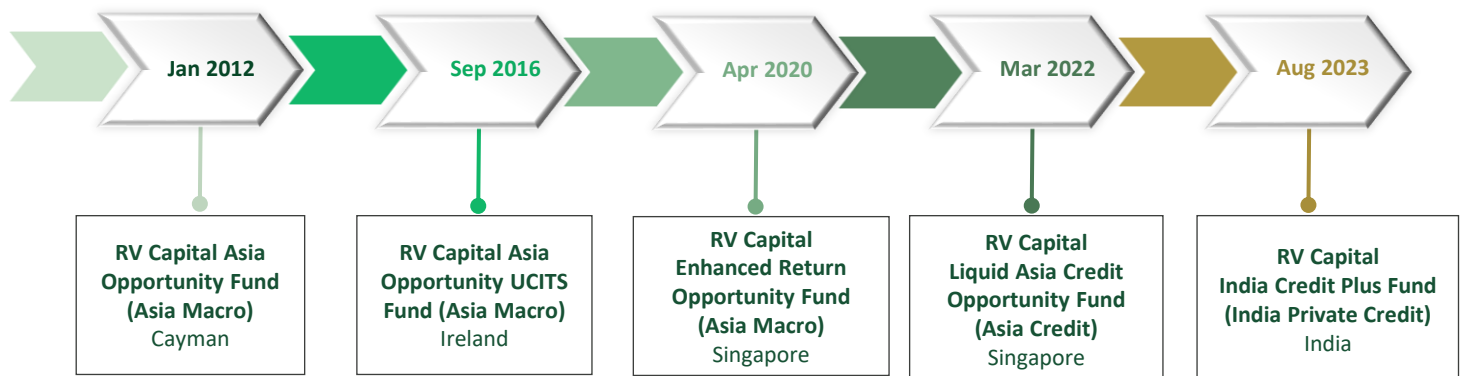 Jan 2012
Sep 2016
Apr 2020
Mar 2022
Aug 2023
RV Capital Asia
Opportunity Fund
(Asia Macro)
Cayman
RV Capital Asia
Opportunity UCITS
Fund (Asia Macro)
Ireland
RV Capital
Enhanced Return
Opportunity Fund
(Asia Macro)
Singapore
RV Capital
Liquid Asia Credit
Opportunity Fund
(Asia Credit)
Singapore
RV Capital
India Credit Plus Fund
(India Private Credit)
India